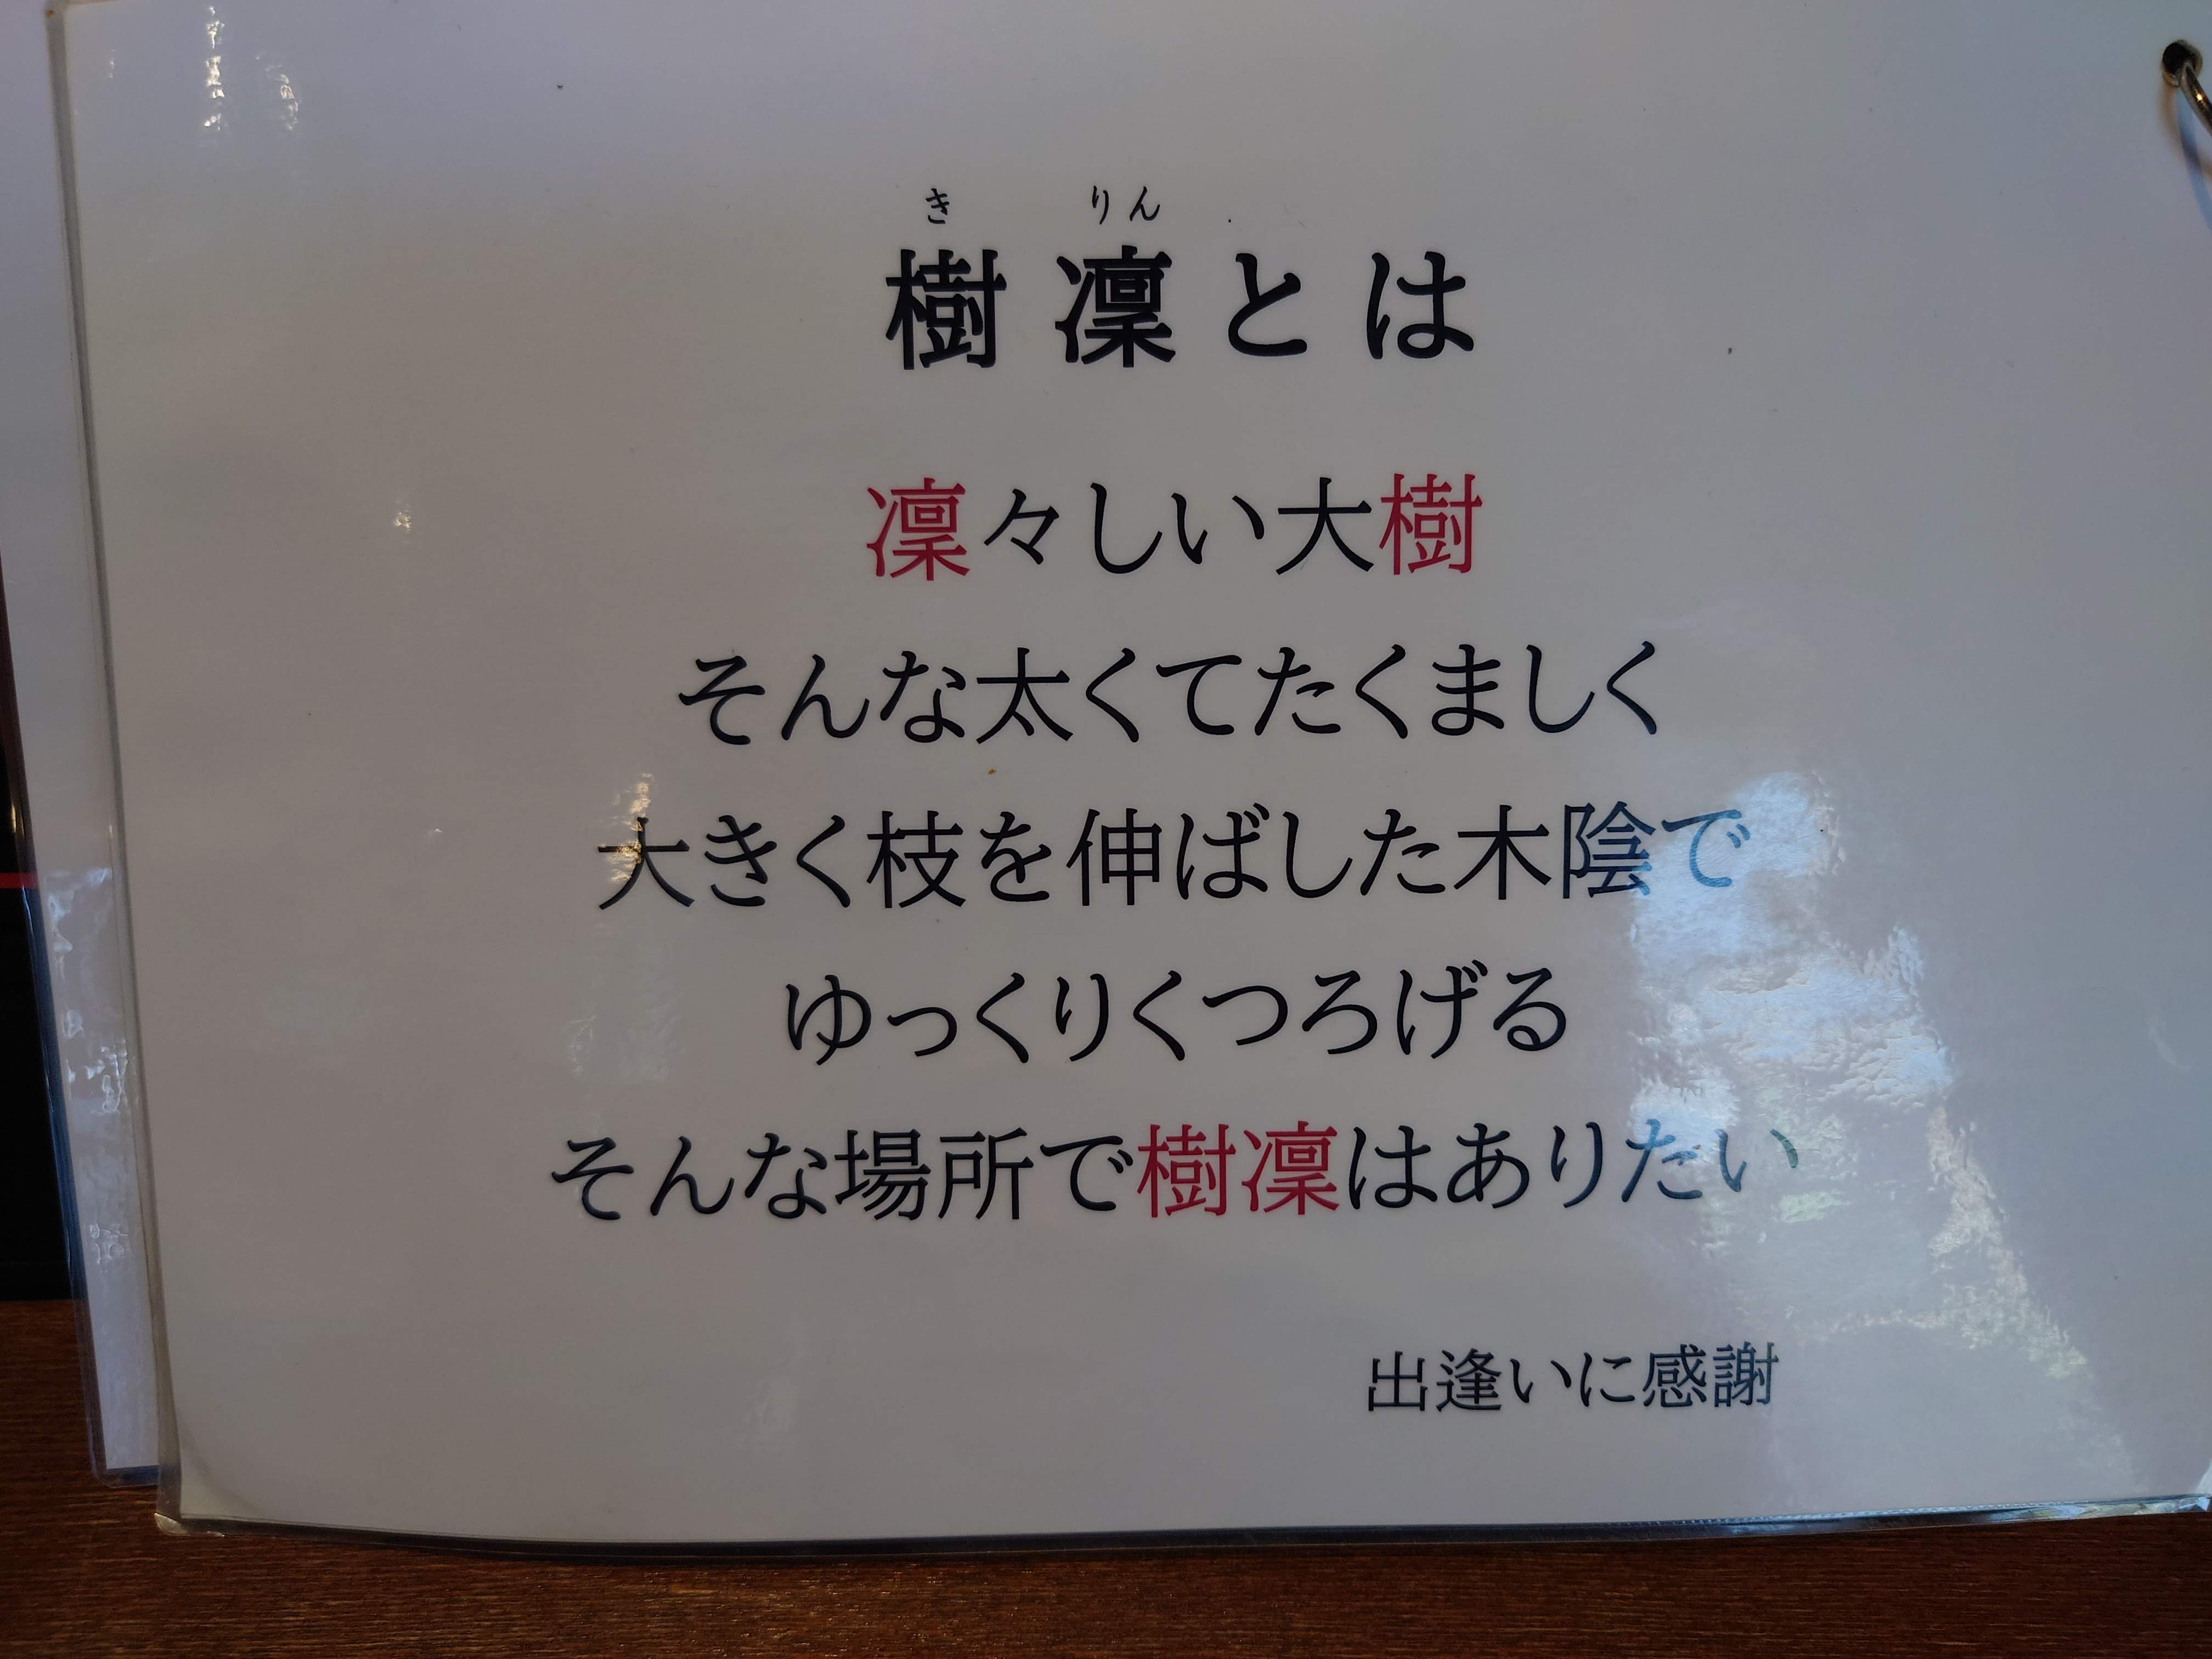 き りん
樹凜とは
凜々しい大樹
そんな太くてたくましく
大きく枝を伸ばした木陰で
ゆっくりくつろげる
そんな場所で樹凜はありたい
出逢いに感謝